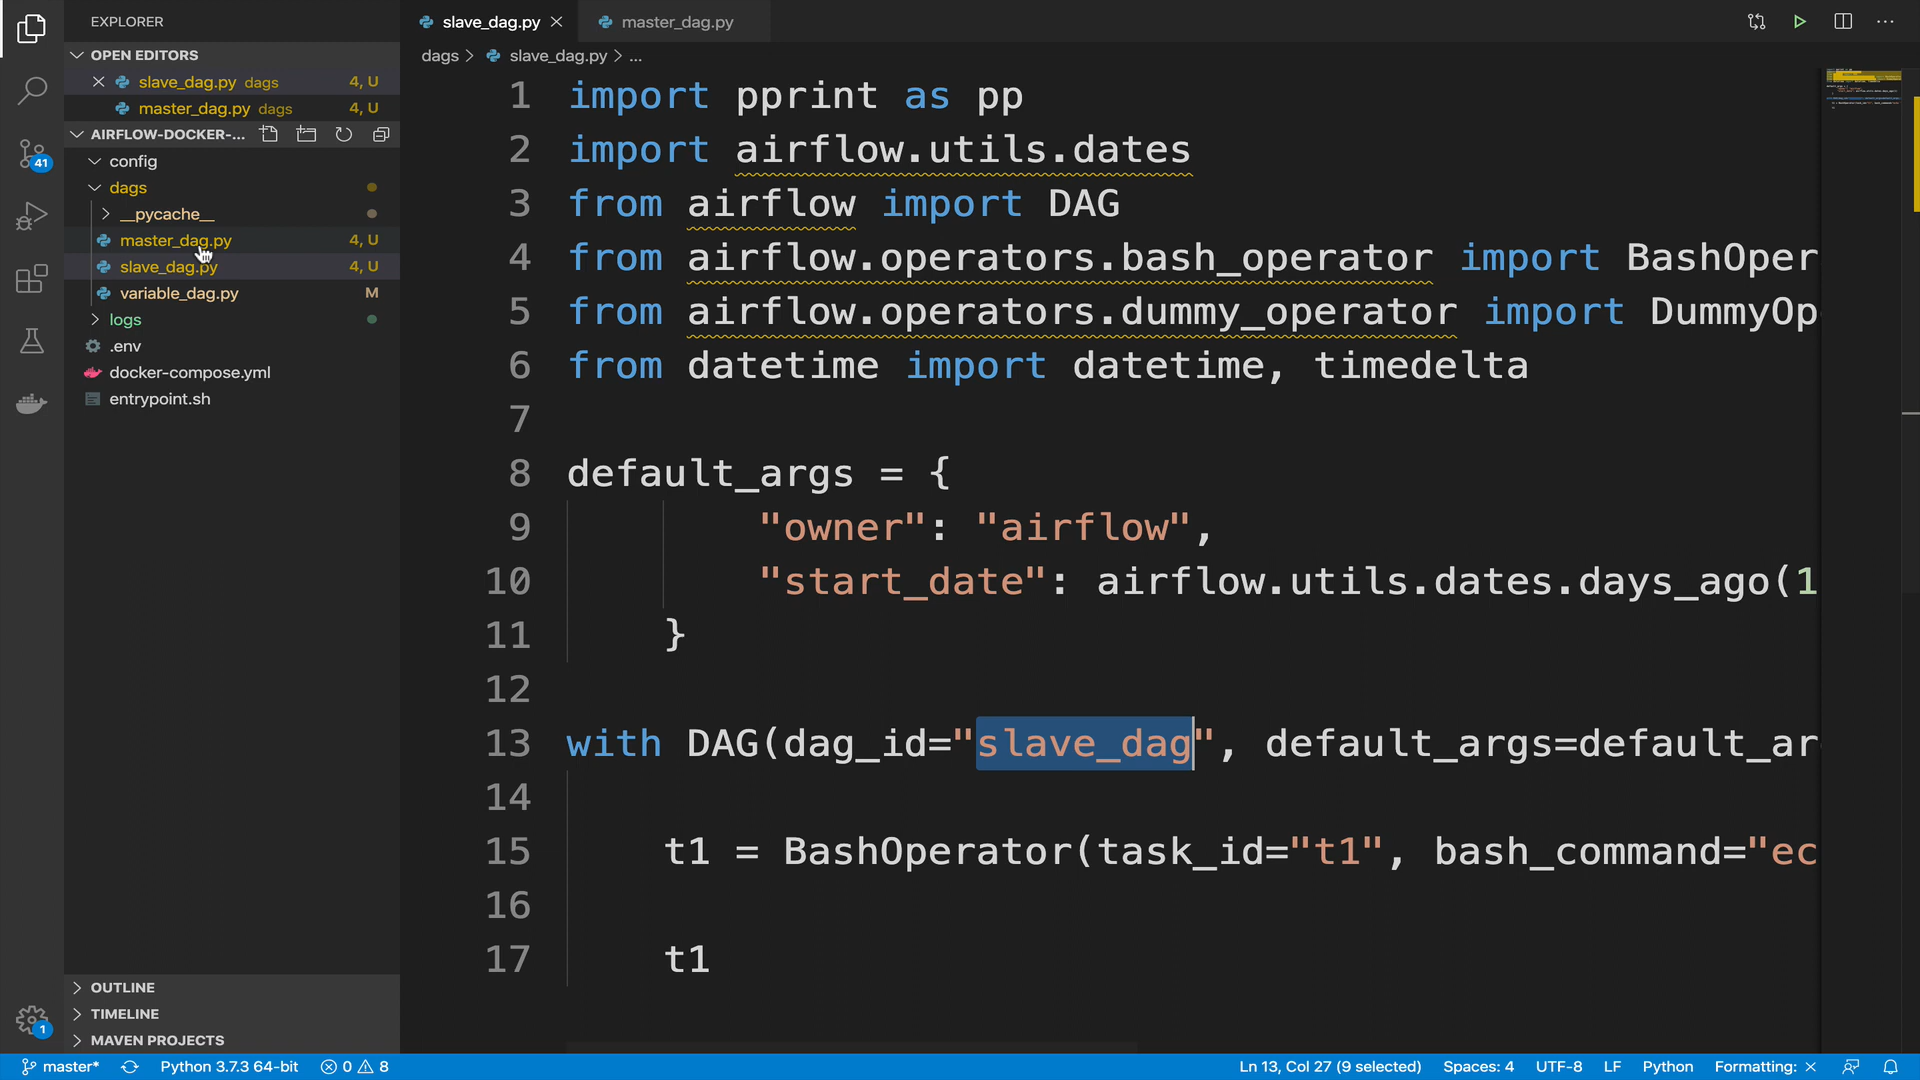 EXPLORER
OPEN EDITORS
slave_dag.py dags 4, U
master_dag.py dags 4, U
AIRFLOW-DOCKER-...
config
dags
__pycache__
master_dag.py 4, U
slave_dag.py 4, U
variable_dag.py M
logs
.env
docker-compose.yml
entrypoint.sh
OUTLINE
TIMELINE
MAVEN PROJECTS
41
1
slave_dag.py
master_dag.py
dags > slave_dag.py > ...
1 import pprint as pp
2 import airflow.utils.dates
3 from airflow import DAG
4 from airflow.operators.bash_operator import BashOper
5 from airflow.operators.dummy_operator import DummyOp
6 from datetime import datetime, timedelta
7
8 default_args = {
9 "owner": "airflow",
10 "start_date": airflow.utils.dates.days_ago(1
11 }
12
13 with DAG(dag_id="slave_dag", default_args=default_ar
14
15 t1 = BashOperator(task_id="t1", bash_command="ec
16
17 t1
master* Python 3.7.3 64-bit 0 8 Ln 13, Col 27 (9 selected) Spaces: 4 UTF-8 LF Python Formatting: ×